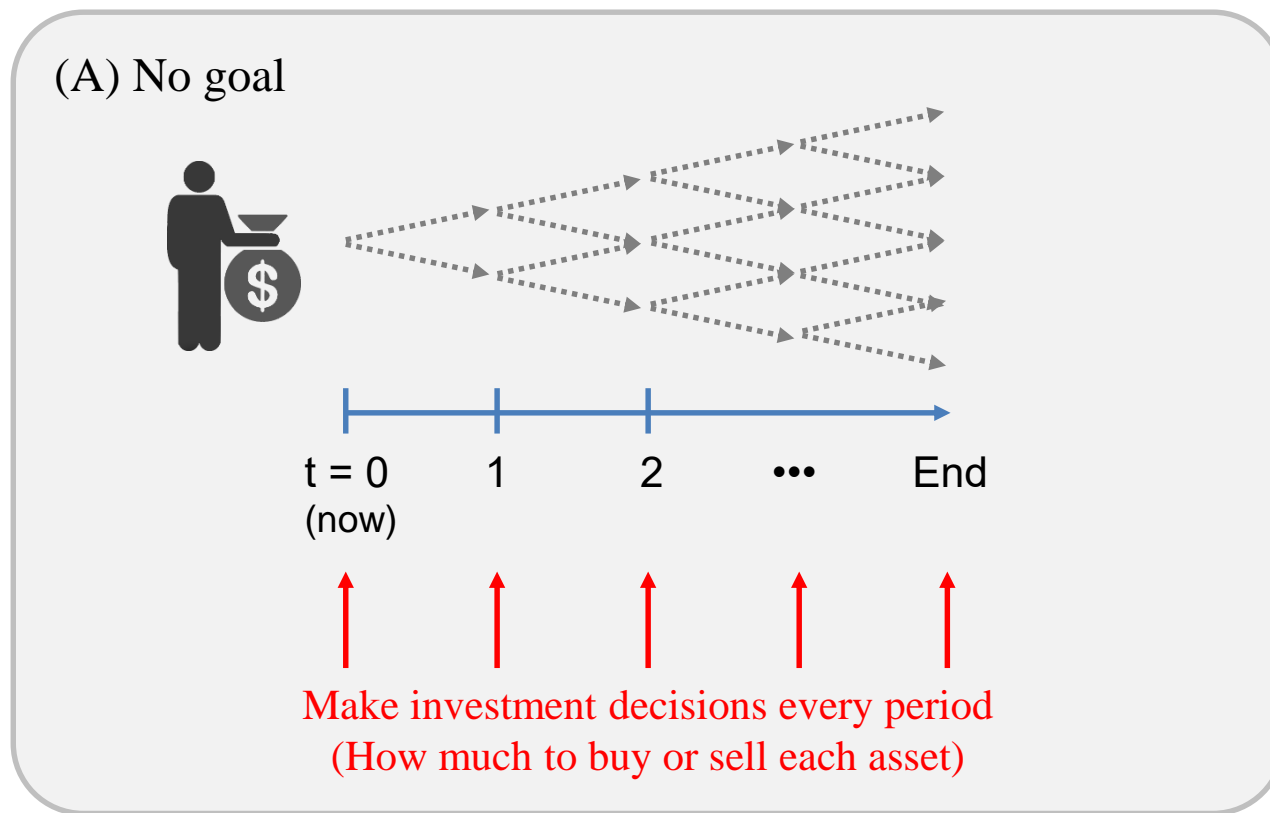 (A) No goal
$
t = 0 1 2 ••• End
(now)
Make investment decisions every period
(How much to buy or sell each asset)